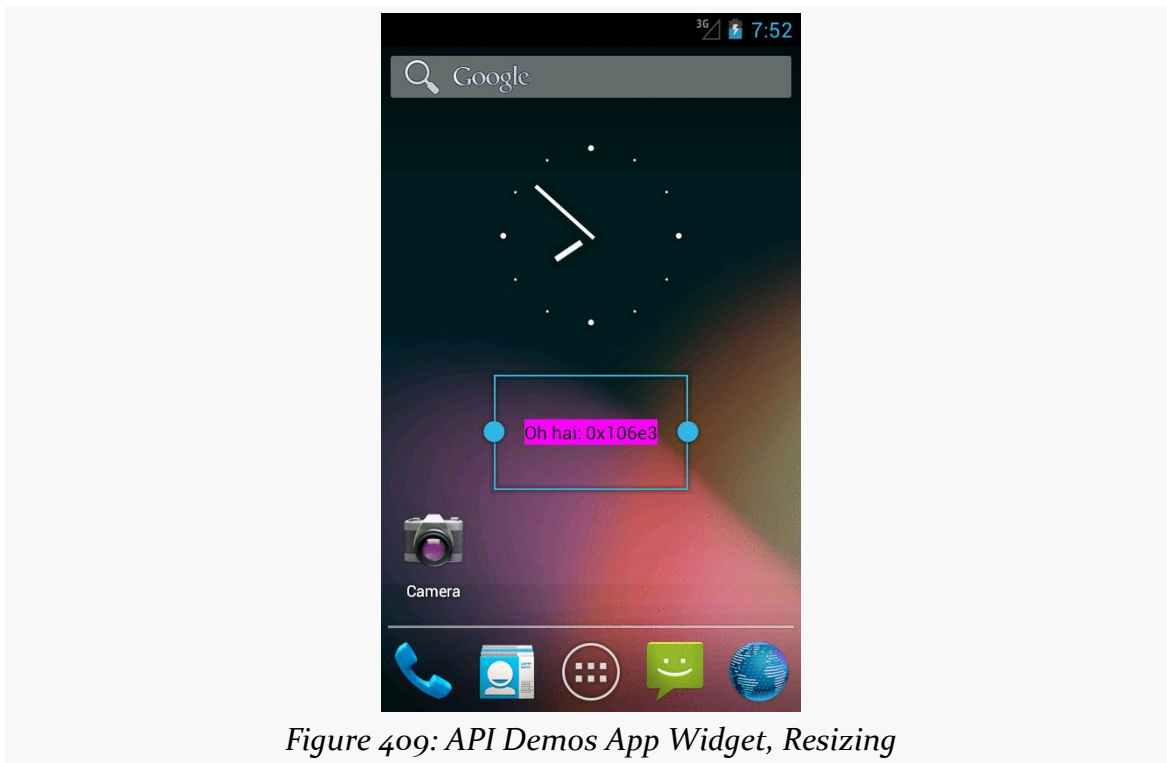 3G 7:52
Google
Oh hai: 0x106e3
Camera
Figure 409: API Demos App Widget, Resizing